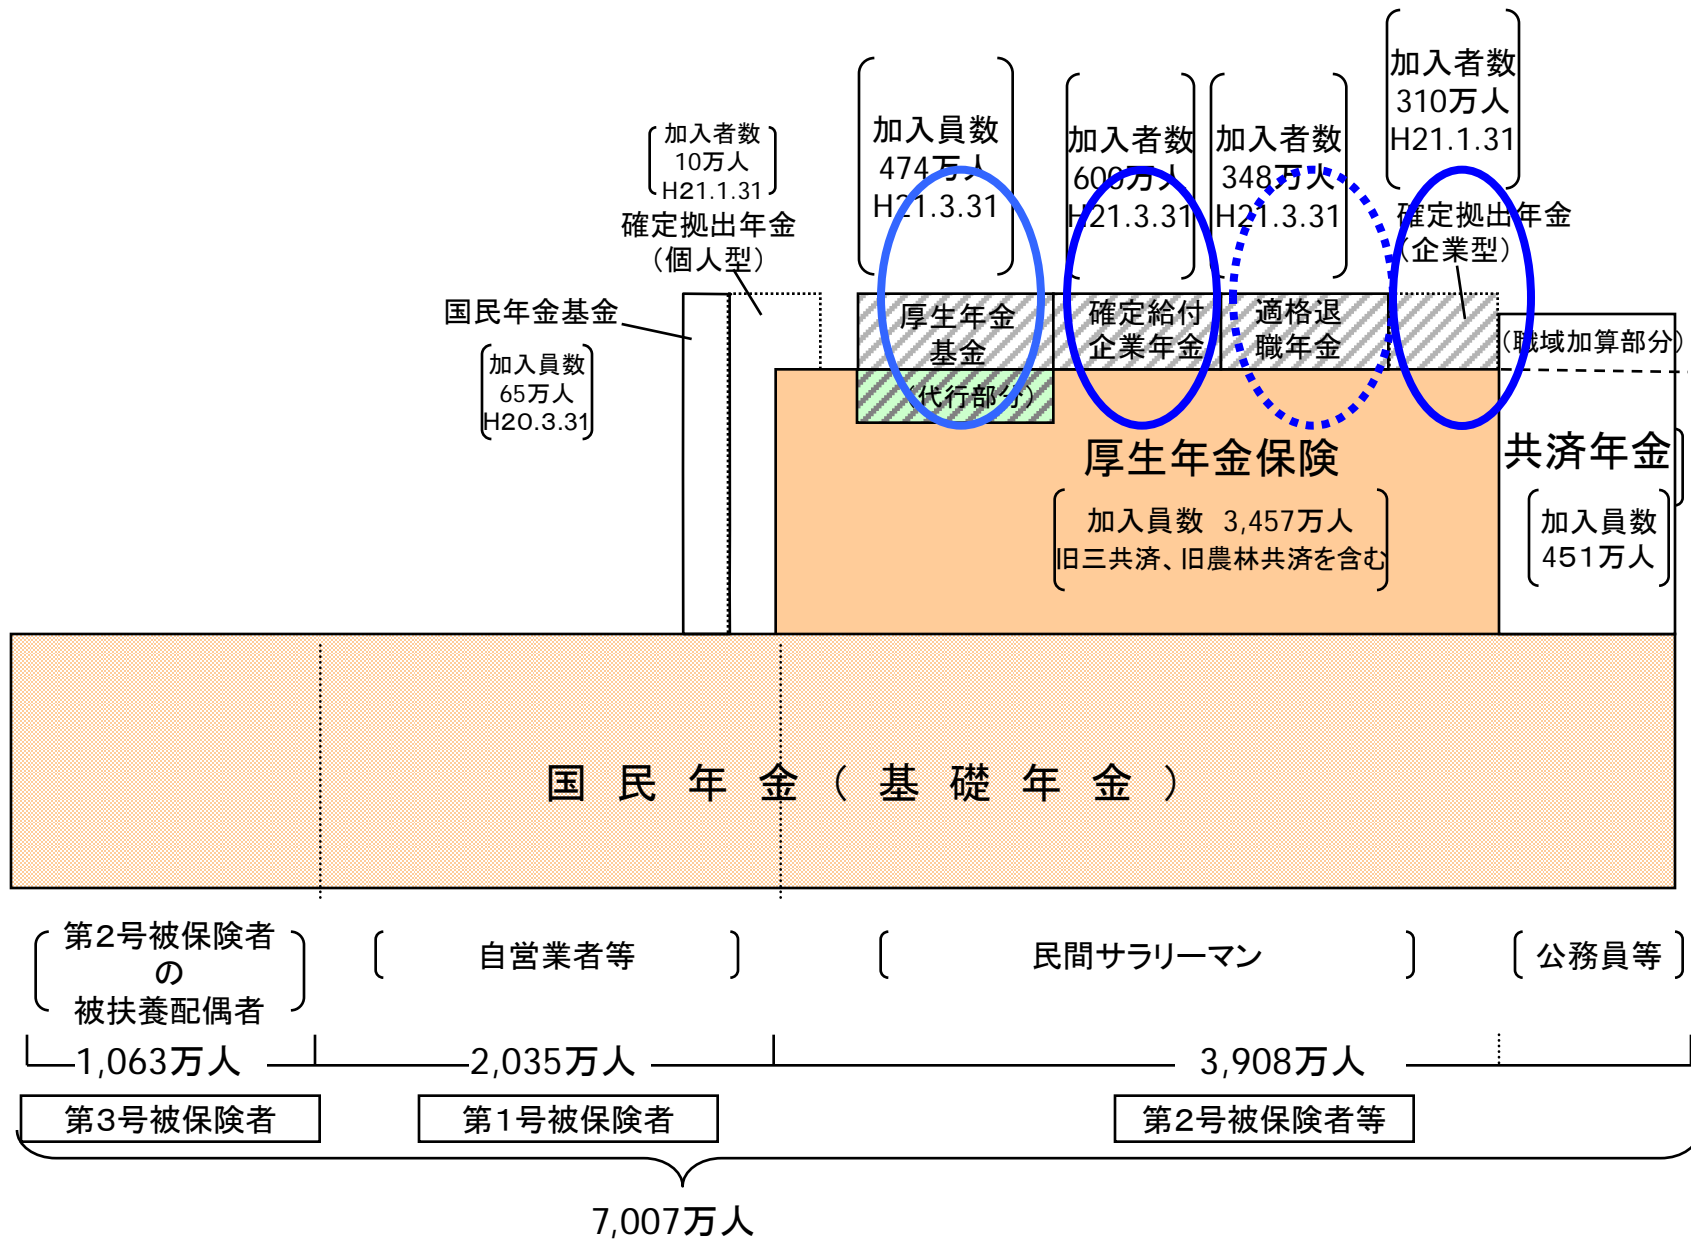 加入者数
310万人
H21.1.31
加入員数
474万人
H21.3.31
加入者数
600万人
H21.3.31
加入者数
348万人
H21.3.31
加入者数
10万人
H21.1.31
確定拠出年金
（個人型）
確定拠出年金
（企業型）
国民年金基金
加入員数
65万人
H20.3.31
厚生年金
基金
確定給付
企業年金
適格退
職年金
（職域加算部分）
（代行部分）
厚生年金保険
加入員数 3,457万人
旧三共済、旧農林共済を含む
共済年金
加入員数
451万人
国民年金（基礎年金）
第2号被保険者
の
被扶養配偶者
自営業者等
民間サラリーマン
公務員等
1,063万人
2,035万人
3,908万人
第3号被保険者
第1号被保険者
第2号被保険者等
7,007万人